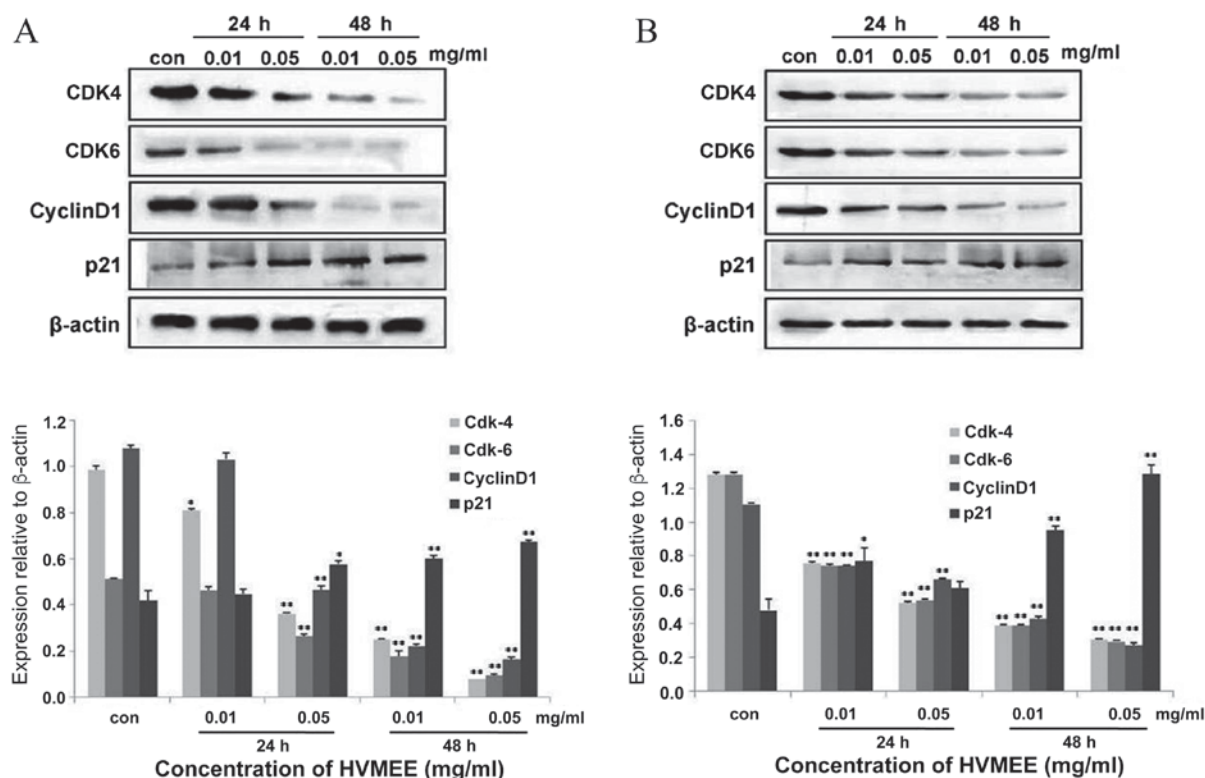 A
24 h 48 h
con 0.01 0.05 0.01 0.05 mg/ml
CDK4
CDK6
CyclinD1
p21
β-actin
B
24 h 48 h
con 0.01 0.05 0.01 0.05 mg/ml
CDK4
CDK6
CyclinD1
p21
β-actin
Expression relative to β-actin
1.2
1.0
0.8
0.6
0.4
0.2
0.0
Cdk-4
Cdk-6
CyclinD1
p21
*
** ** ** *
** ** ** **
** ** ** **
con 0.01 0.05 0.01 0.05 mg/ml
24 h 48 h
Concentration of HVMEE (mg/ml)
Expression relative to β-actin
1.6
1.4
1.2
1.0
0.8
0.6
0.4
0.2
0.0
Cdk-4
Cdk-6
CyclinD1
p21
** ** ** *
** ** **
** ** ** **
** ** ** **
con 0.01 0.05 0.01 0.05 mg/ml
24 h 48 h
Concentration of HVMEE (mg/ml)